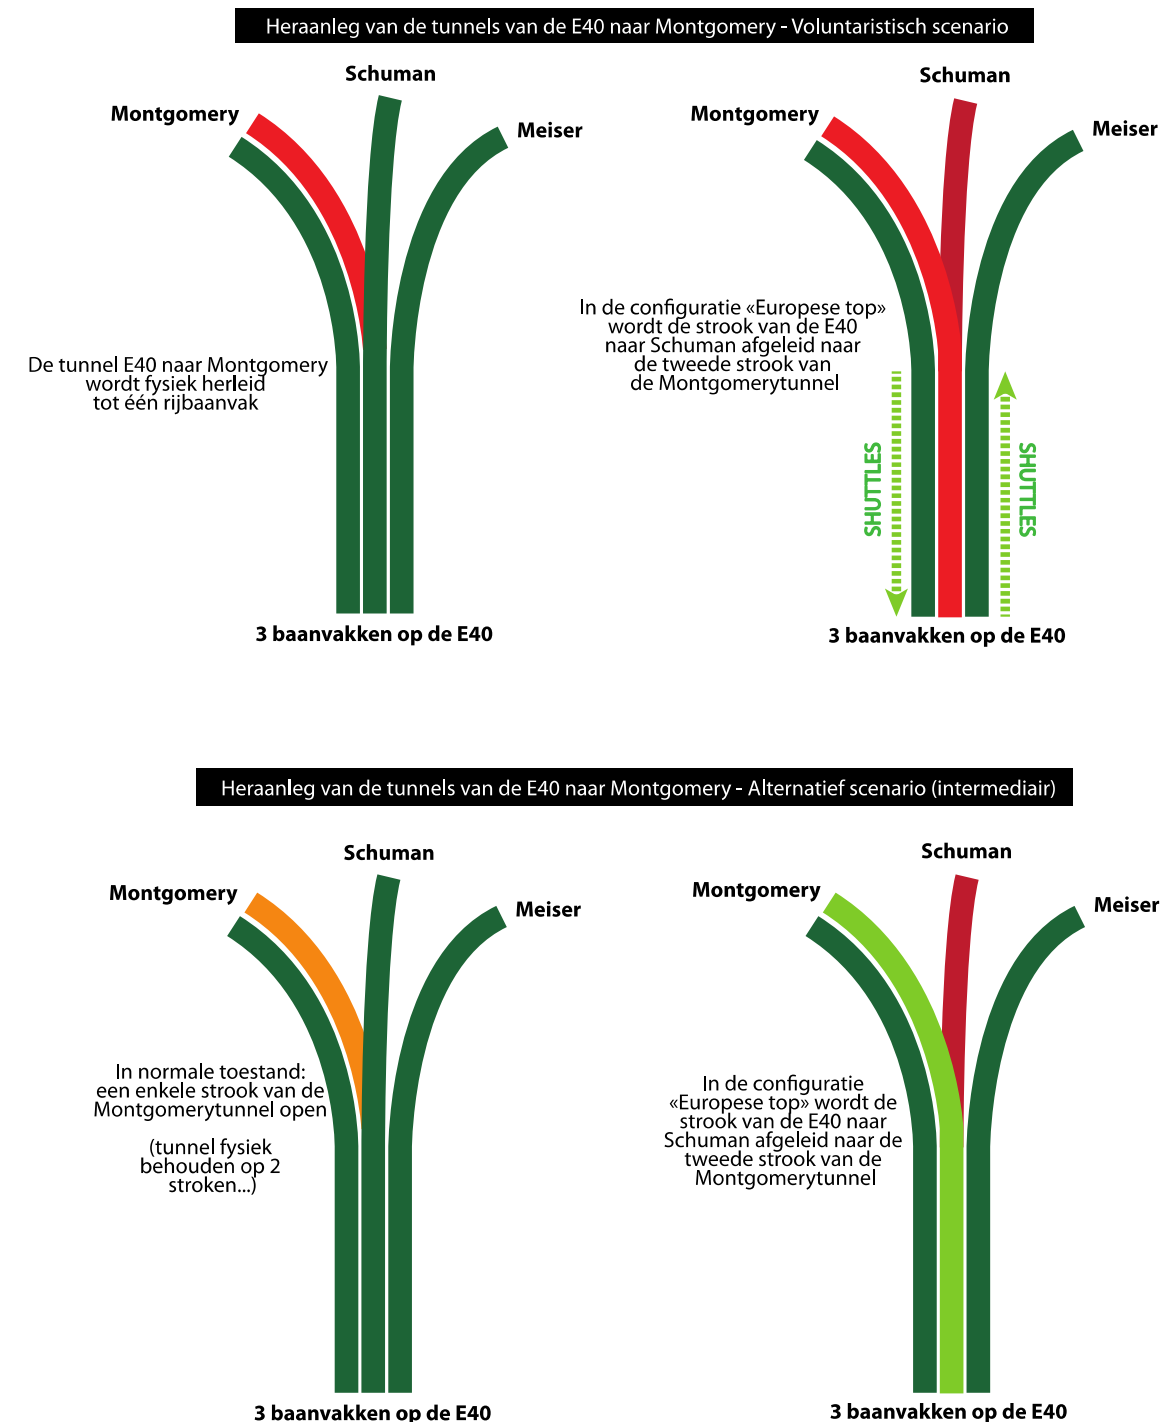 Heraanleg van de tunnels van de E40 naar Montgomery - Voluntaristisch scenario
Schuman
Montgomery
Meiser
De tunnel E40 naar Montgomery
wordt fysiek herleid
tot één rijbaanvak
3 baanvakken op de E40
Schuman
Montgomery
Meiser
In de configuratie «Europese top»
wordt de strook van de E40
naar Schuman afgeleid naar
de tweede strook van
de Montgomerytunnel
SHUTTLES
SHUTTLES
3 baanvakken op de E40
Heraanleg van de tunnels van de E40 naar Montgomery - Alternatief scenario (intermediair)
Schuman
Montgomery
Meiser
In normale toestand:
een enkele strook van de
Montgomerytunnel open
(tunnel fysiek
behouden op 2
stroken...)
3 baanvakken op de E40
Schuman
Montgomery
Meiser
In de configuratie
«Europese top» wordt de
strook van de E40 naar
Schuman afgeleid naar de
tweede strook van de
Montgomerytunnel
3 baanvakken op de E40